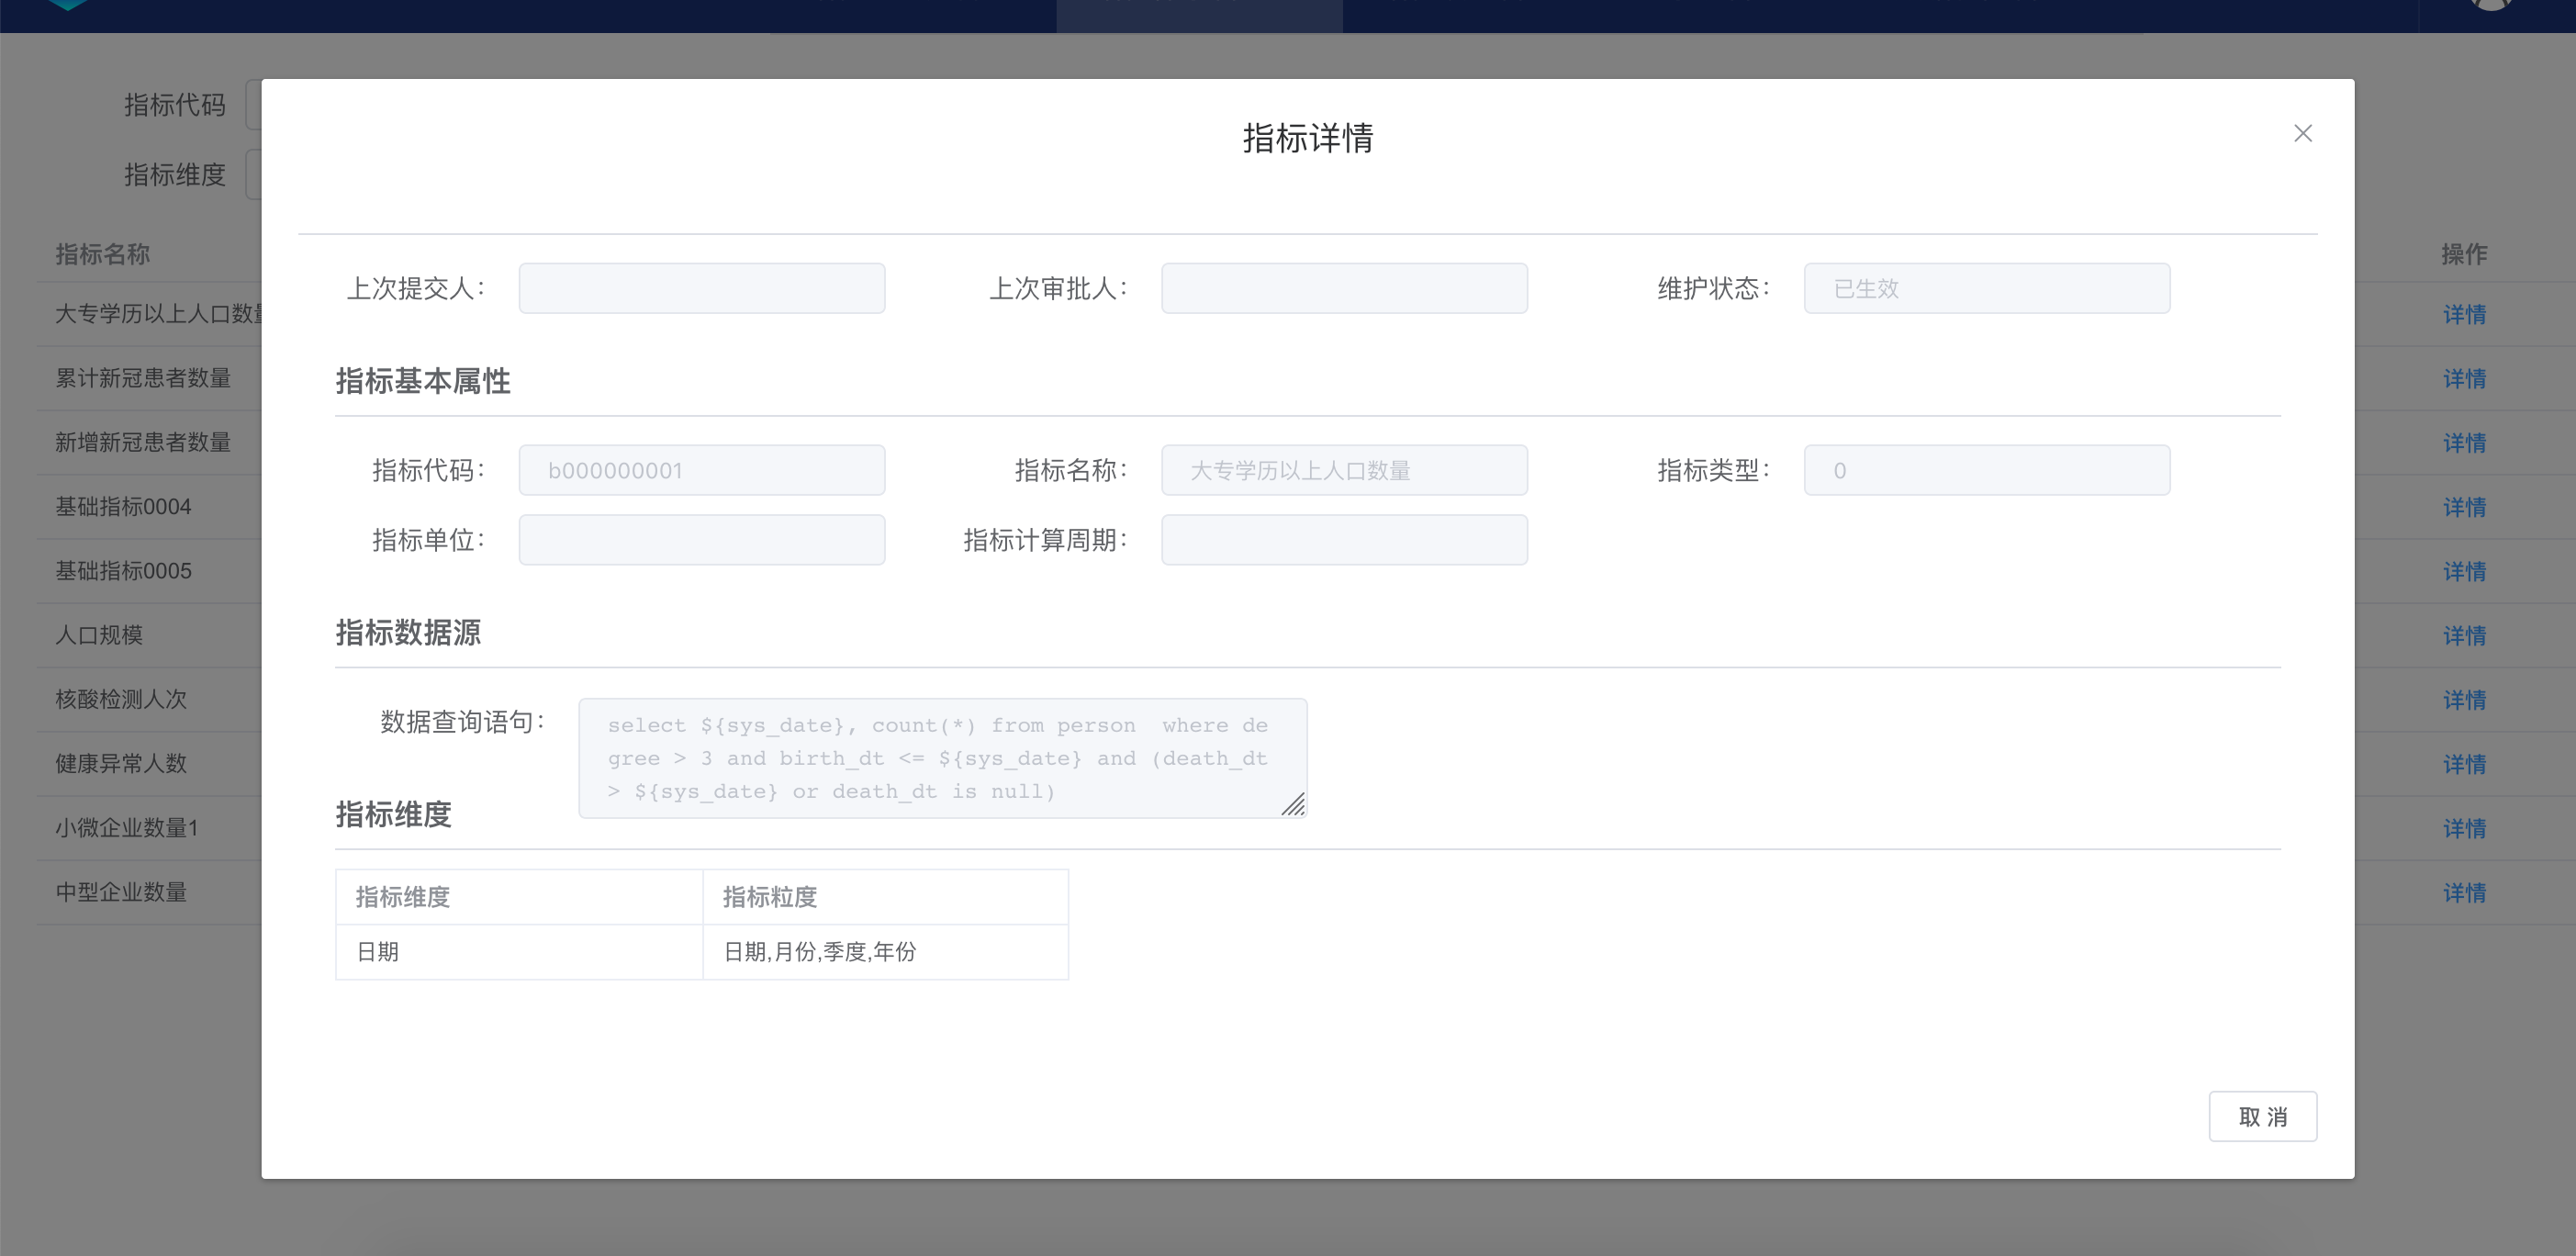 指标代码
指标维度
指标详情
上次提交人：
上次审批人：
维护状态： 已生效
指标基本属性
指标代码： b000000001
指标名称： 大专学历以上人口数量
指标类型： 0
指标单位：
指标计算周期：
指标数据源
数据查询语句：
select ${sys_date}, count(*) from person  where de
gree > 3 and birth_dt <= ${sys_date} and (death_dt
> ${sys_date} or death_dt is null)
指标维度
指标维度 指标粒度
日期 日期,月份,季度,年份
取 消
指标名称 操作
大专学历以上人口数 详情
累计新冠患者数量 详情
新增新冠患者数量 详情
基础指标0004 详情
基础指标0005 详情
人口规模 详情
核酸检测人次 详情
健康异常人数 详情
小微企业数量1 详情
中型企业数量 详情